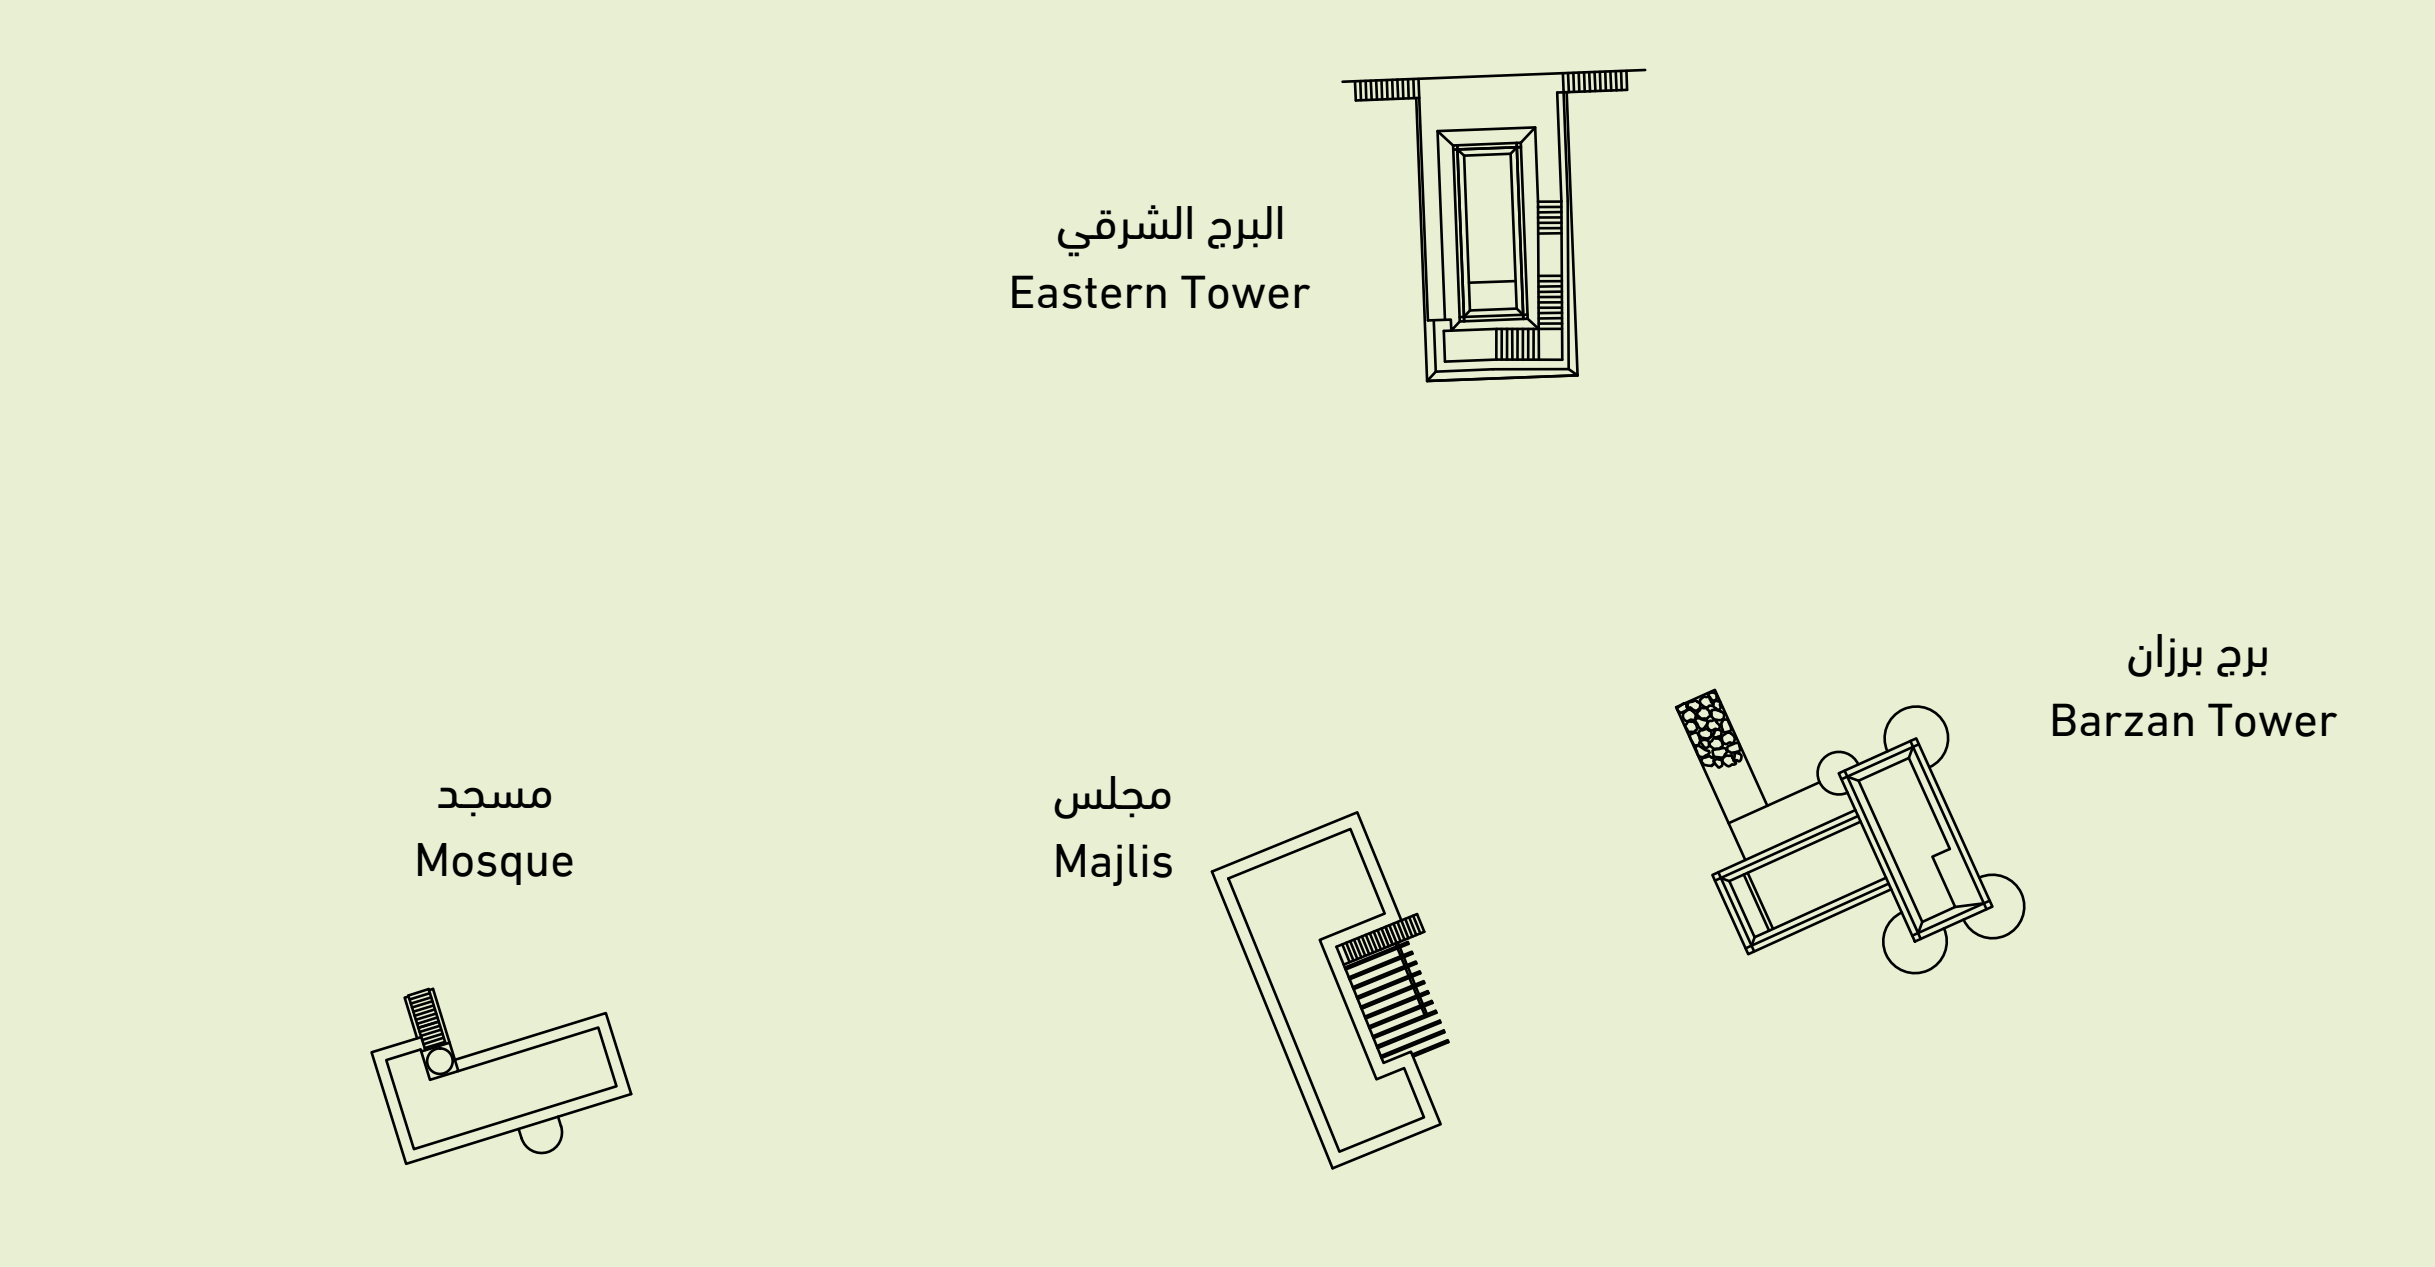 البرج الشرقي
Eastern Tower
برج برزان
Barzan Tower
مسجد
Mosque
مجلس
Majlis